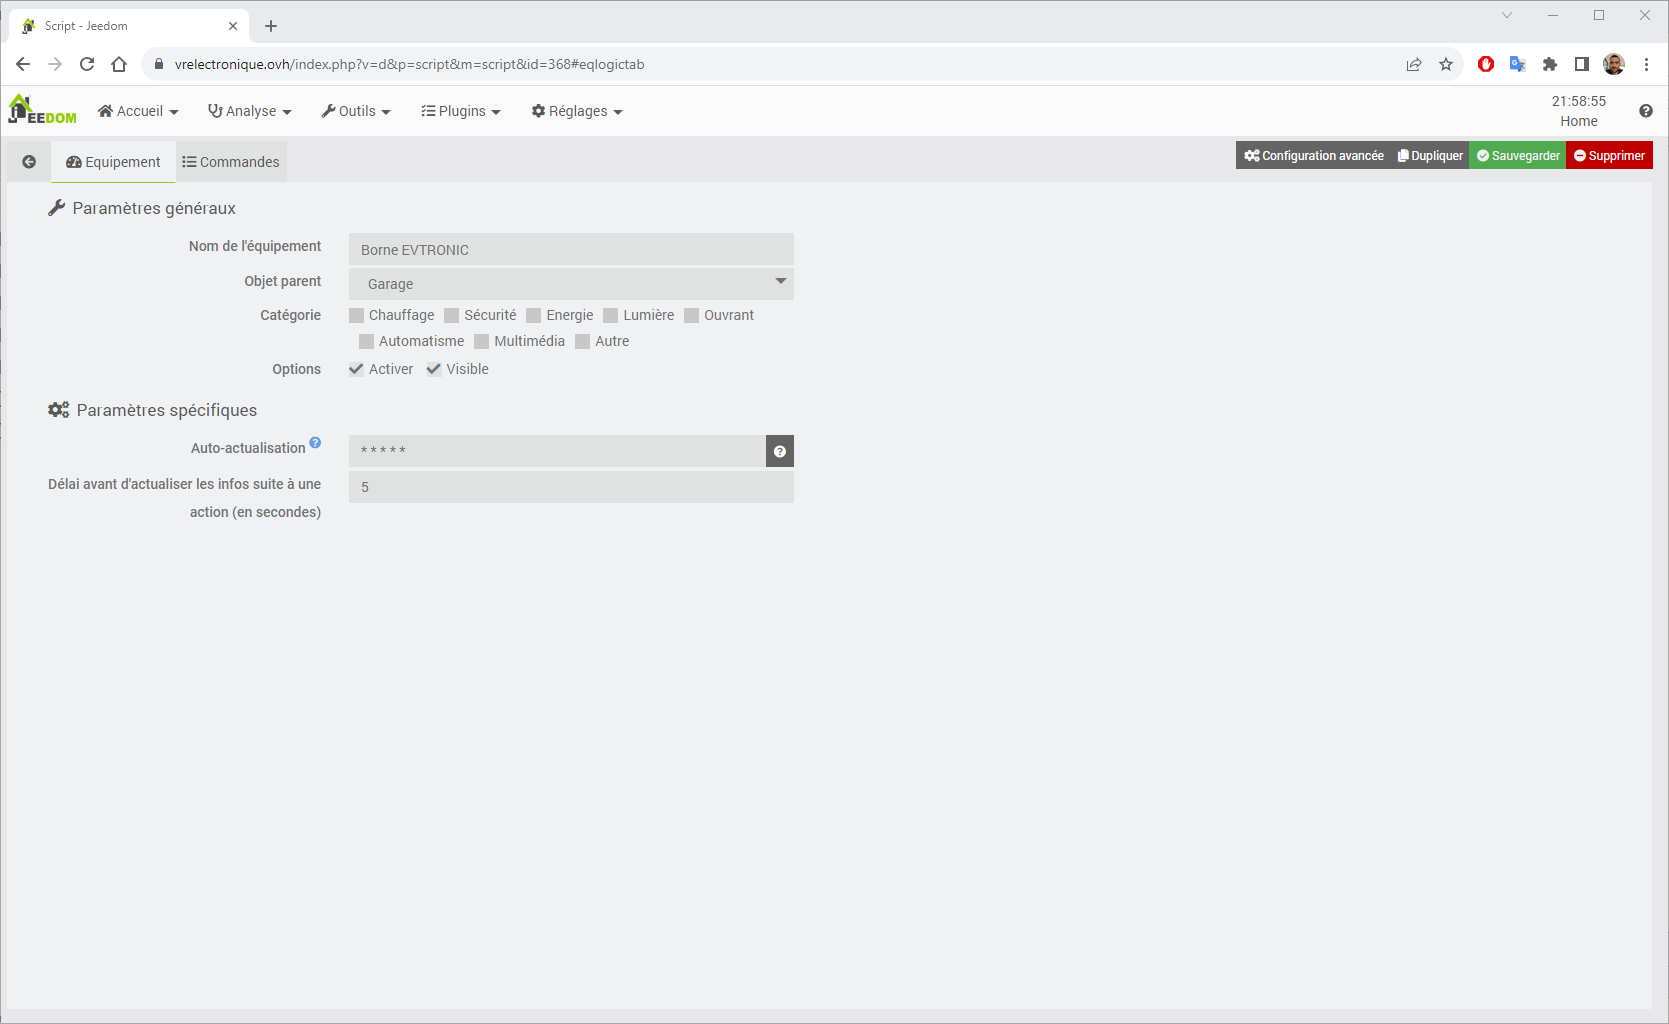 Script - Jeedom
vrelectronique.ovh/index.php?v=d&p=script&m=script&id=368#eqlogictab
JEEDOM Accueil Analyse Outils Plugins Réglages
21:58:55
Home
Equipement Commandes
Configuration avancée Dupliquer Sauvegarder Supprimer
Paramètres généraux
Nom de l'équipement Borne EVTRONIC
Objet parent Garage
Catégorie Chauffage Sécurité Energie Lumière Ouvrant
Automatisme Multimédia Autre
Options Activer Visible
Paramètres spécifiques
Auto-actualisation * * * * *
Délai avant d'actualiser les infos suite à une
action (en secondes)
5